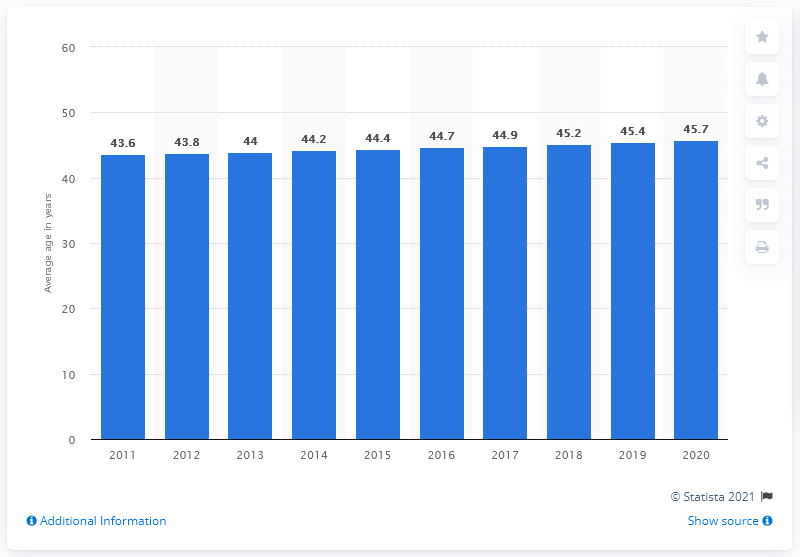 60
50
40
30
20
10
0
Average age in years
43.6 43.8 44 44.2 44.4 44.7 44.9 45.2 45.4 45.7
2011 2012 2013 2014 2015 2016 2017 2018 2019 2020
© Statista 2021
Additional Information
Show source